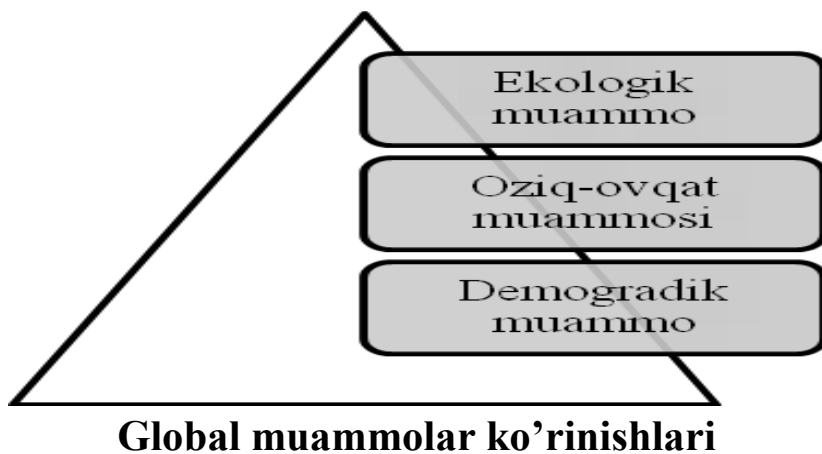 Ekologik
muammo
Oziq-ovqat
muammosi
Demogradik
muammo
Global muammolar ko’rinishlari